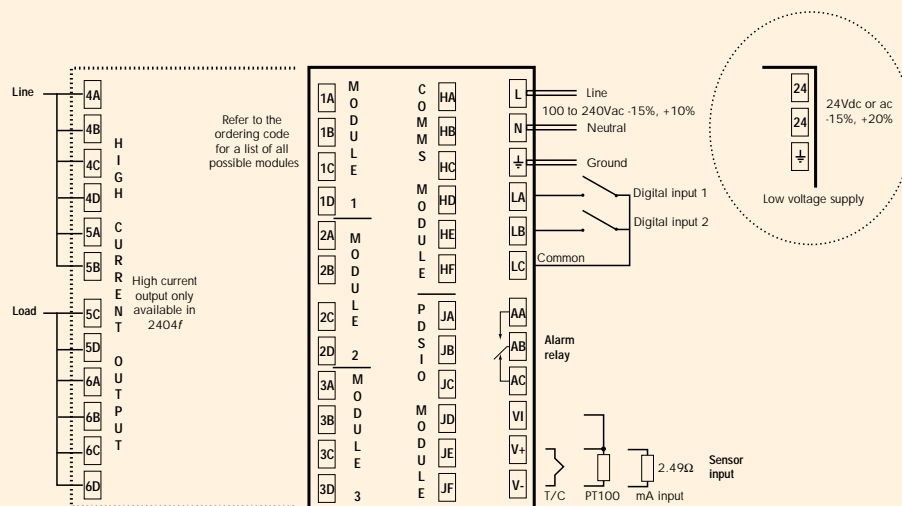 Line
4A
4B
4C
4D
5A
5B
Load
5C
5D
6A
6B
6C
6D
HIGH CURRENT OUTPUT
High current
output only
available in
2404f
Refer to the
ordering code
for a list of all
possible modules
1A
1B
1C
1D
MODULE 1
2A
2B
2C
2D
MODULE 2
3A
3B
3C
3D
MODULE 3
COMMS MODULE
HA
HB
HC
HD
HE
HF
PDSIO MODULE
JA
JB
JC
JD
JE
JF
L
Line
100 to 240Vac -15%, +10%
N
Neutral
Ground
LA
Digital input 1
LB
Digital input 2
LC
Common
AA
AB
AC
Alarm
relay
VI
V+
V-
T/C
PT100
2.49Ω
mA input
Sensor
input
24
24
24Vdc or ac
-15%, +20%
Low voltage supply